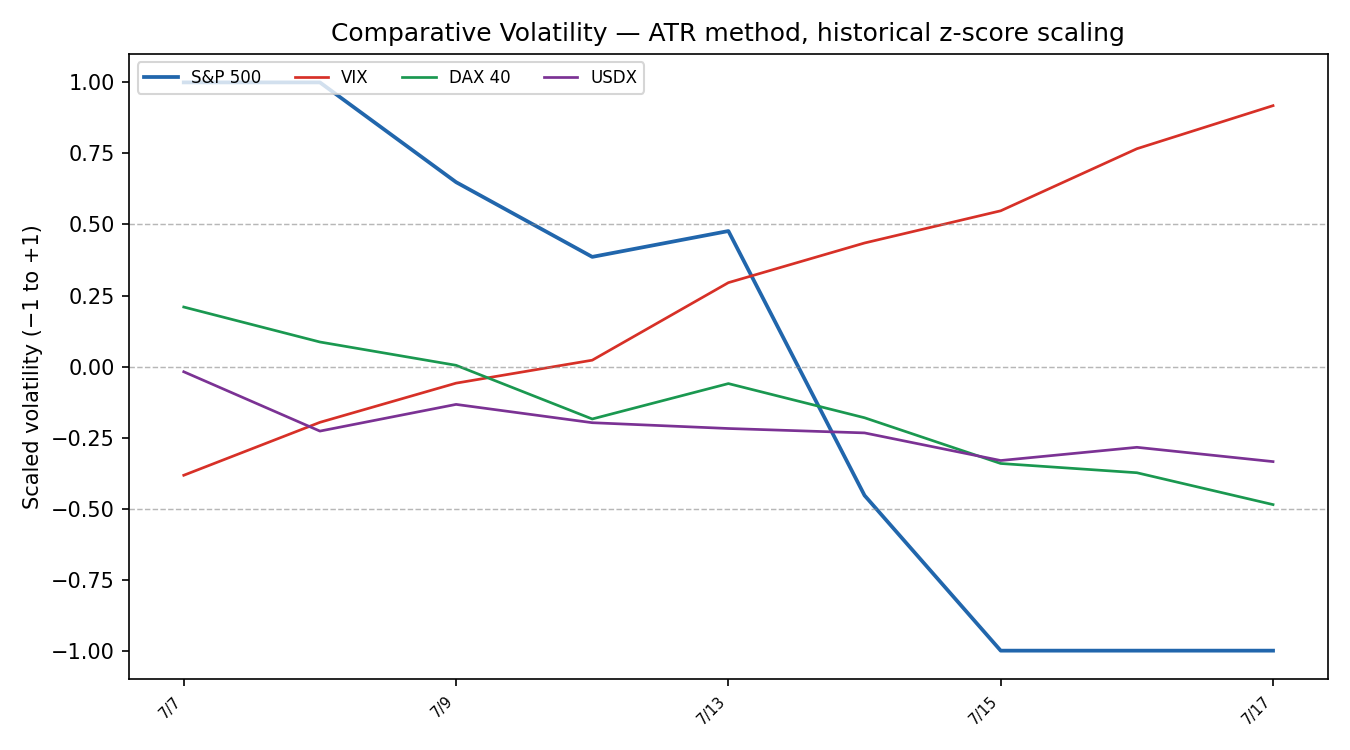 Comparative Volatility — ATR method, historical z-score scaling
S&P 500 VIX DAX 40 USDX
Scaled volatility (−1 to +1)
1.00
0.75
0.50
0.25
0.00
−0.25
−0.50
−0.75
−1.00
7/7 7/9 7/13 7/15 7/17